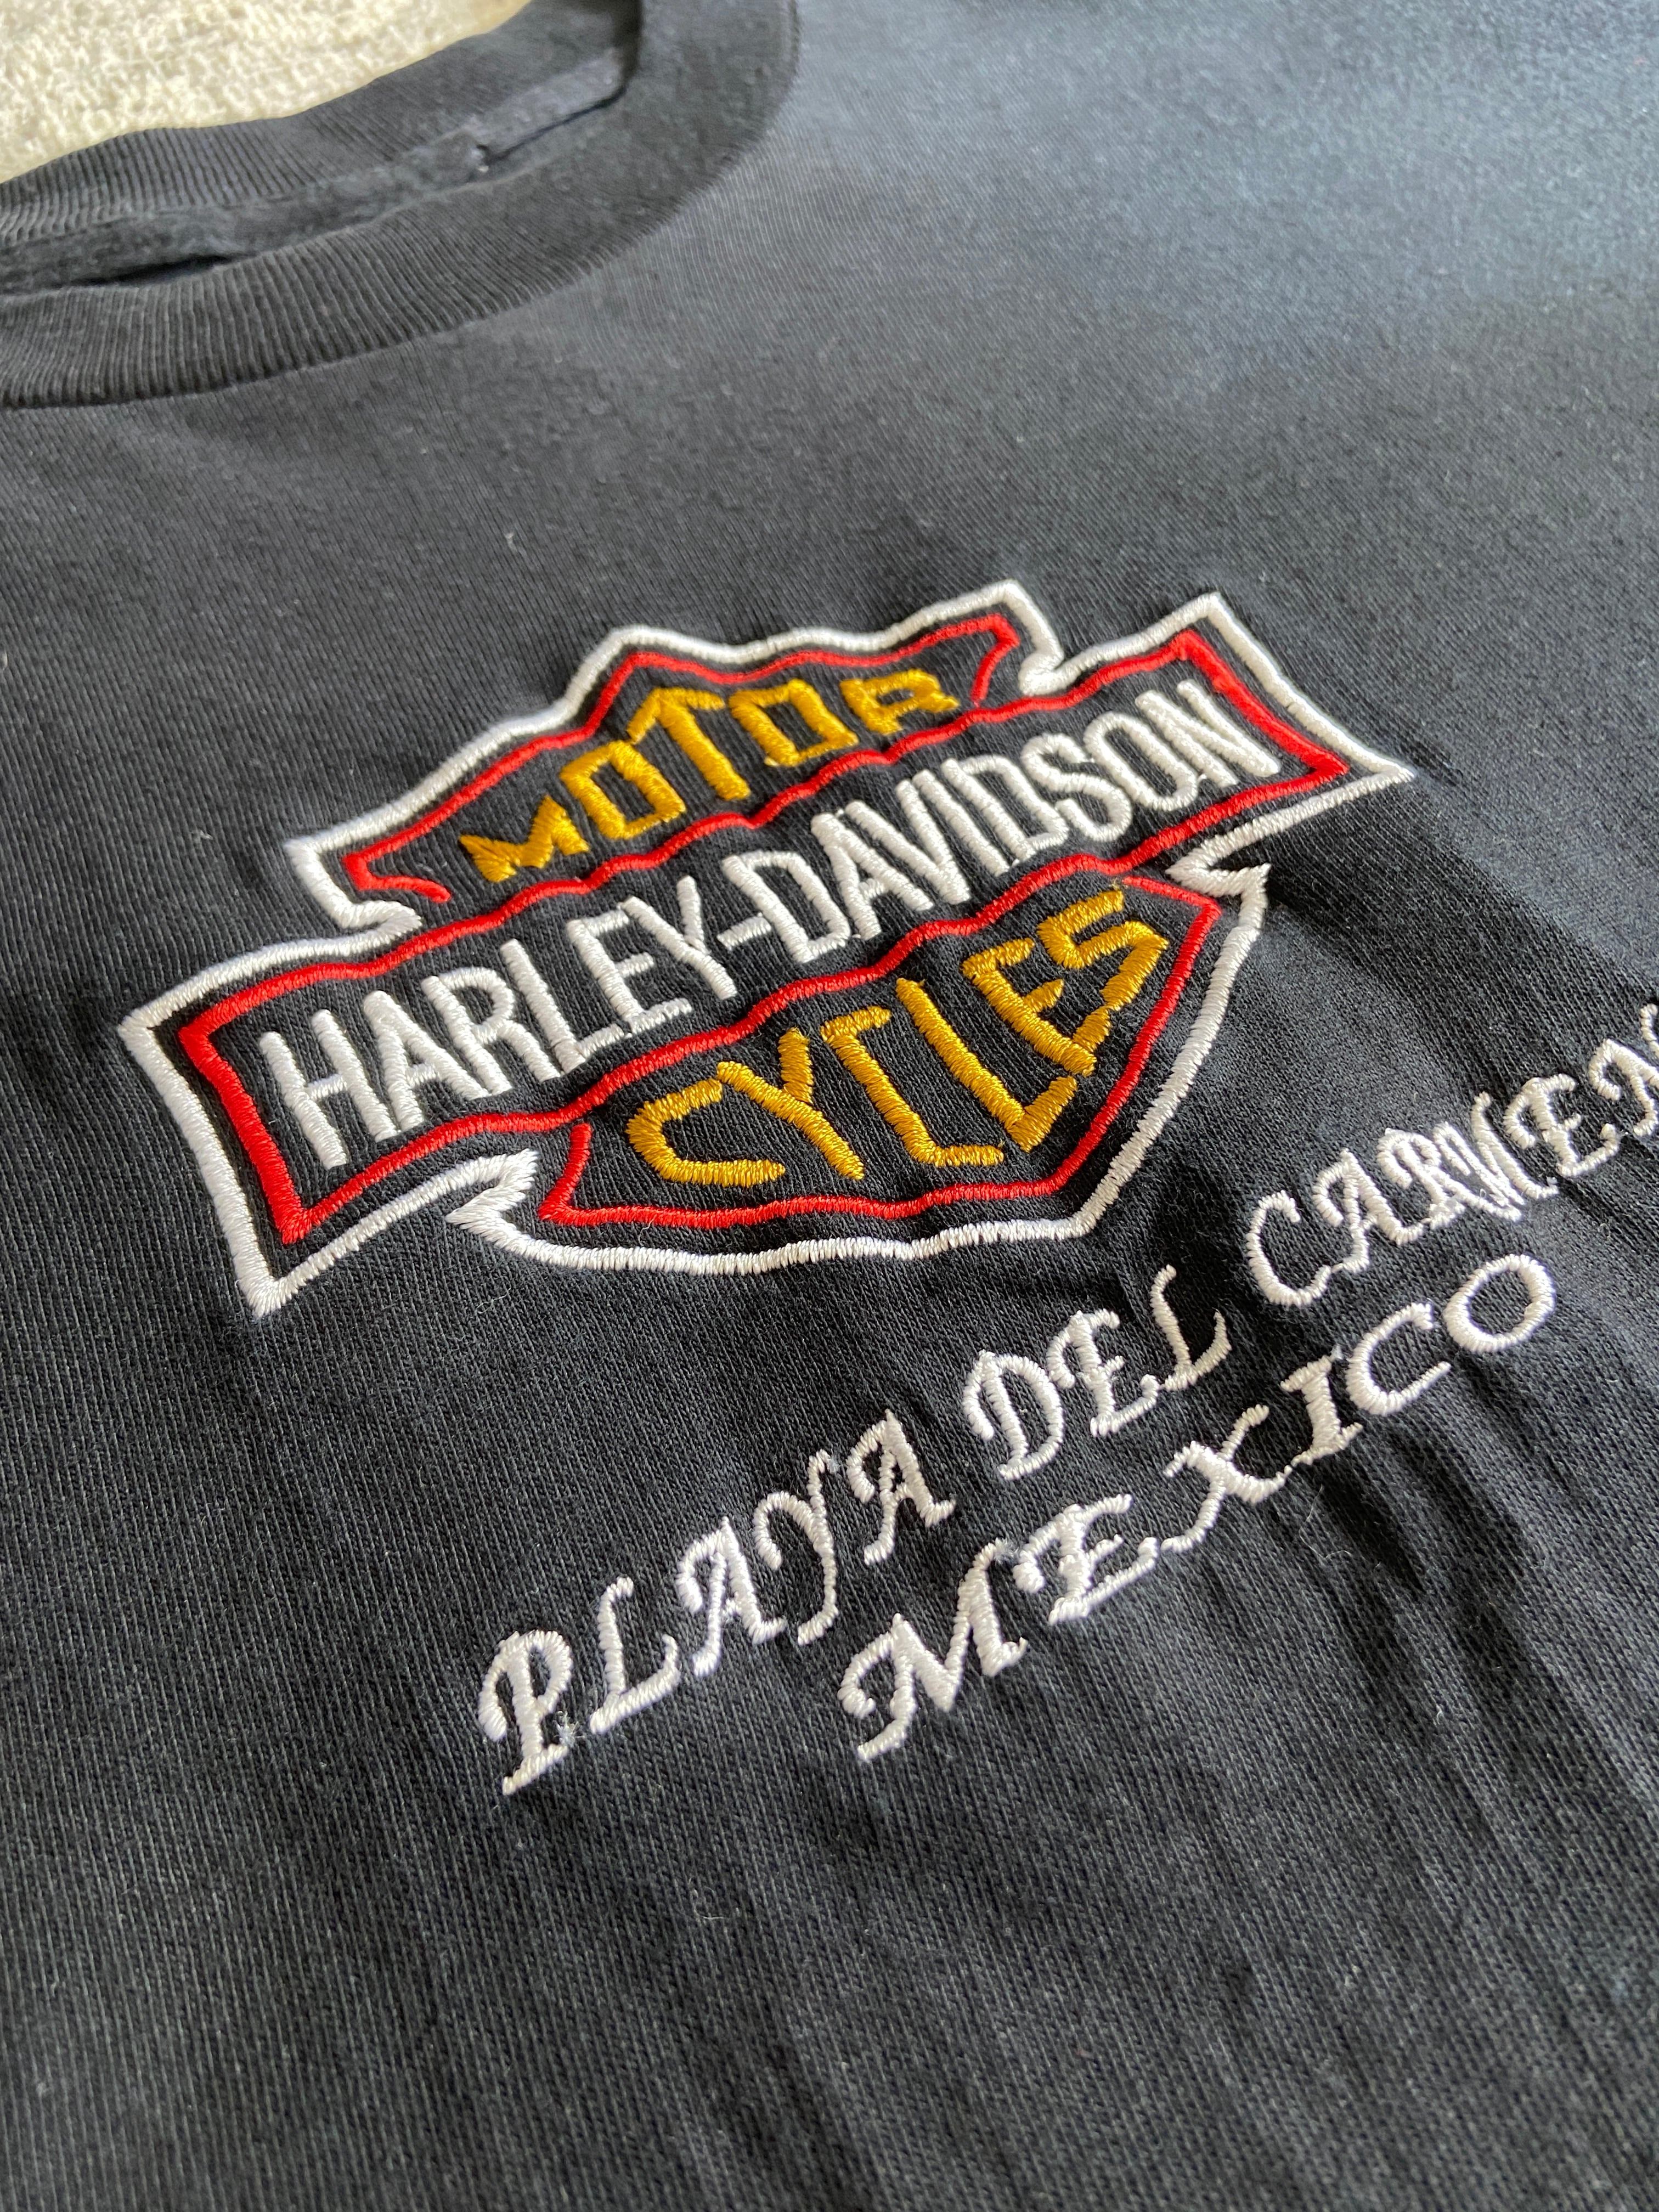 MOTOR
HARLEY-DAVIDSON
CYCLES
PLAYA DEL CARMEN
MEXICO